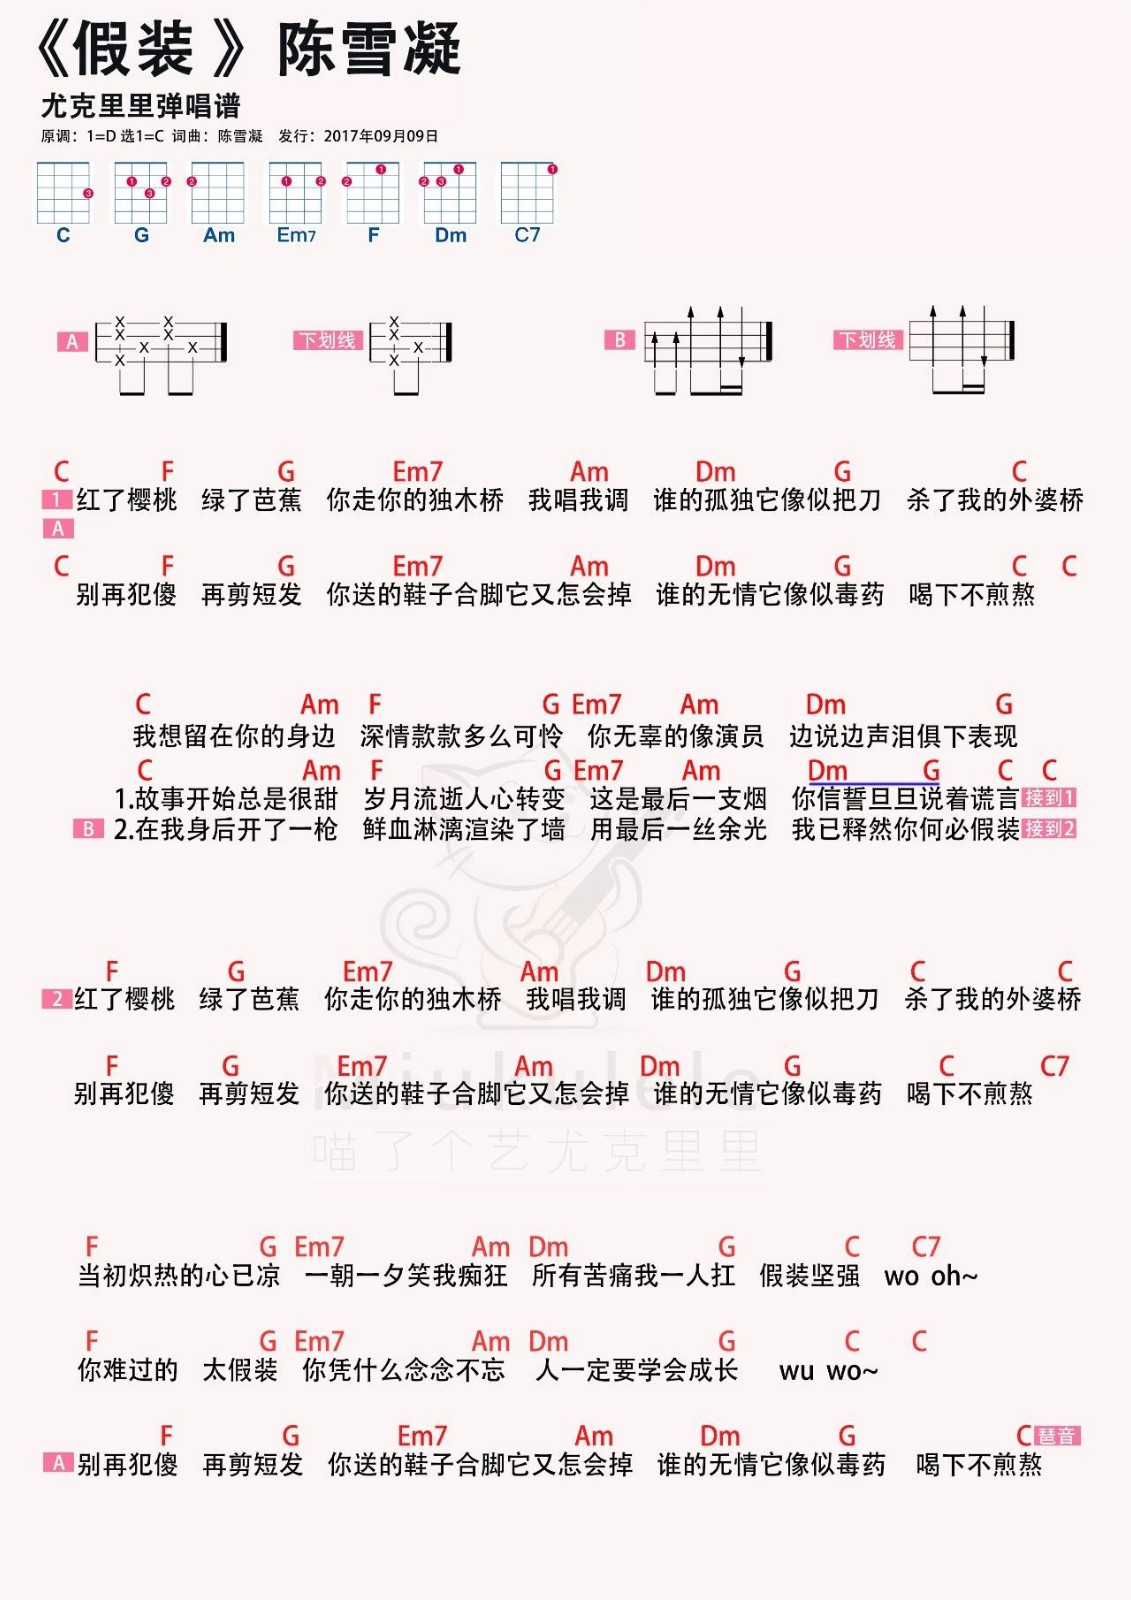 《假装 》陈雪凝
尤克里里弹唱谱
原调：1=D 选1=C 词曲：陈雪凝 发行：2017年09月09日
3 1 3 2 2 1 2 2 1 2 3 1 1
C G Am Em7 F Dm C7
A 下划线 B 下划线
C F G Em7 Am Dm G C
1 红了樱桃 绿了芭蕉 你走你的独木桥 我唱我调 谁的孤独它像似把刀 杀了我的外婆桥
A
C F G Em7 Am Dm G C C
别再犯傻 再剪短发 你送的鞋子合脚它又怎会掉 谁的无情它像似毒药 喝下不煎熬
C Am F G Em7 Am Dm G
我想留在你的身边 深情款款多么可怜 你无辜的像演员 边说边声泪俱下表现
C Am F G Em7 Am Dm G C C
1.故事开始总是很甜 岁月流逝人心转变 这是最后一支烟 你信誓旦旦说着谎言 接到1
B 2.在我身后开了一枪 鲜血淋漓渲染了墙 用最后一丝余光 我已释然你何必假装 接到2
F G Em7 Am Dm G C C
2 红了樱桃 绿了芭蕉 你走你的独木桥 我唱我调 谁的孤独它像似把刀 杀了我的外婆桥
F G Em7 Am Dm G C C7
别再犯傻 再剪短发 你送的鞋子合脚它又怎会掉 谁的无情它像似毒药 喝下不煎熬
Miukulele
喵了个艺尤克里里
F G Em7 Am Dm G C C7
当初炽热的心已凉 一朝一夕笑我痴狂 所有苦痛我一人扛 假装坚强 wo oh~
F G Em7 Am Dm G C C
你难过的 太假装 你凭什么念念不忘 人一定要学会成长 wu wo~
F G Em7 Am Dm G C 琶音
A 别再犯傻 再剪短发 你送的鞋子合脚它又怎会掉 谁的无情它像似毒药 喝下不煎熬